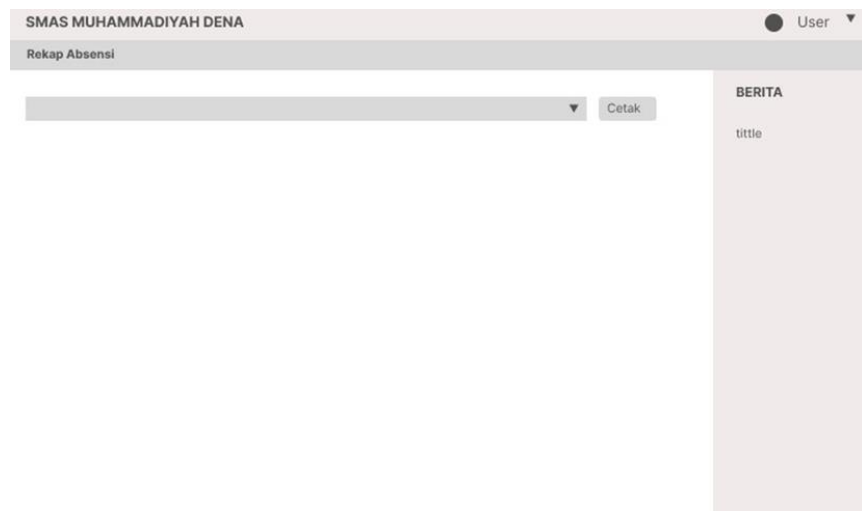 SMAS MUHAMMADIYAH DENA
User
Rekap Absensi
Cetak
BERITA
tittle